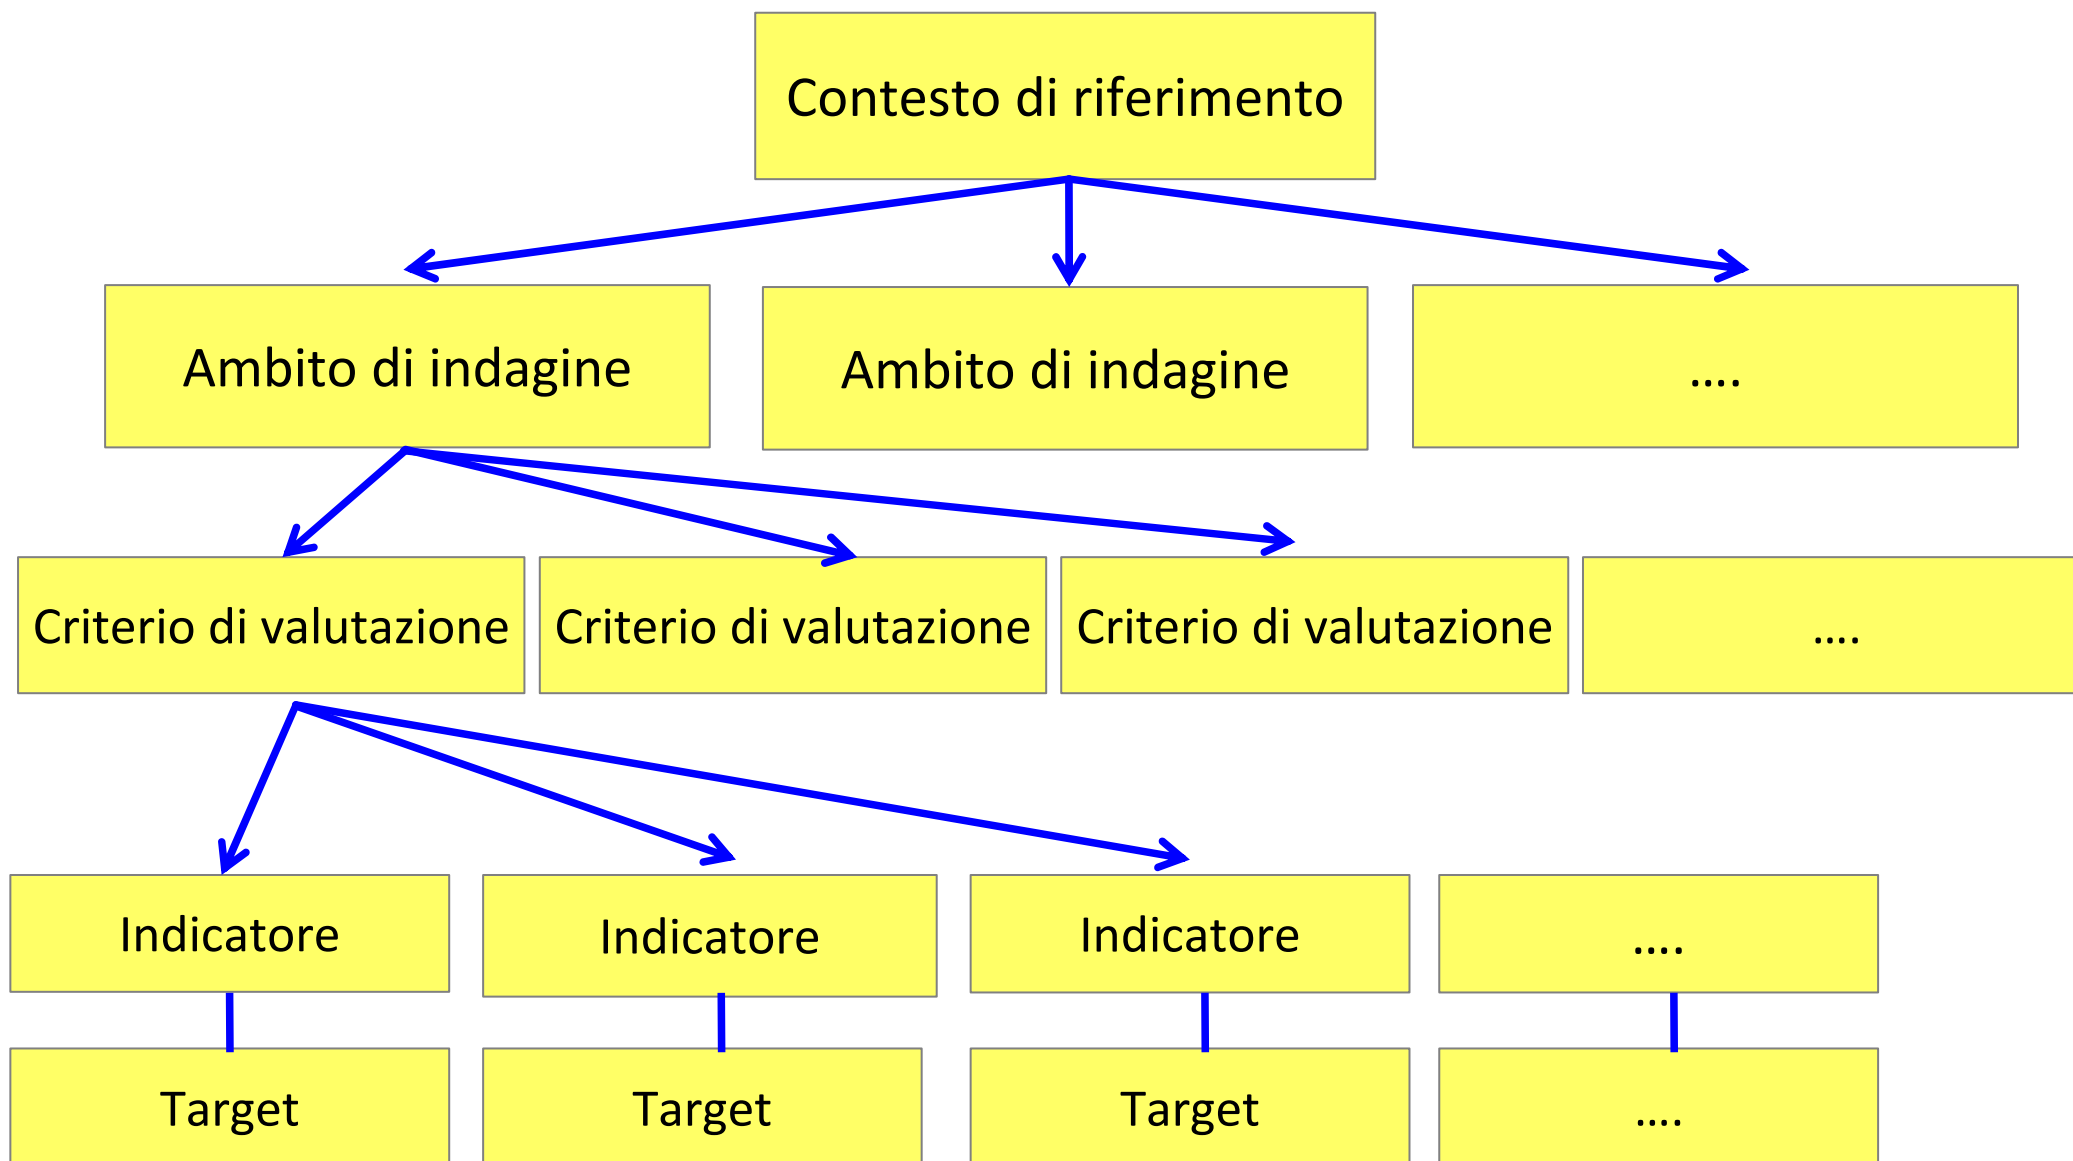 Contesto di riferimento
Ambito di indagine
Ambito di indagine
....
Criterio di valutazione
Criterio di valutazione
Criterio di valutazione
....
Indicatore
Indicatore
Indicatore
....
Target
Target
Target
....